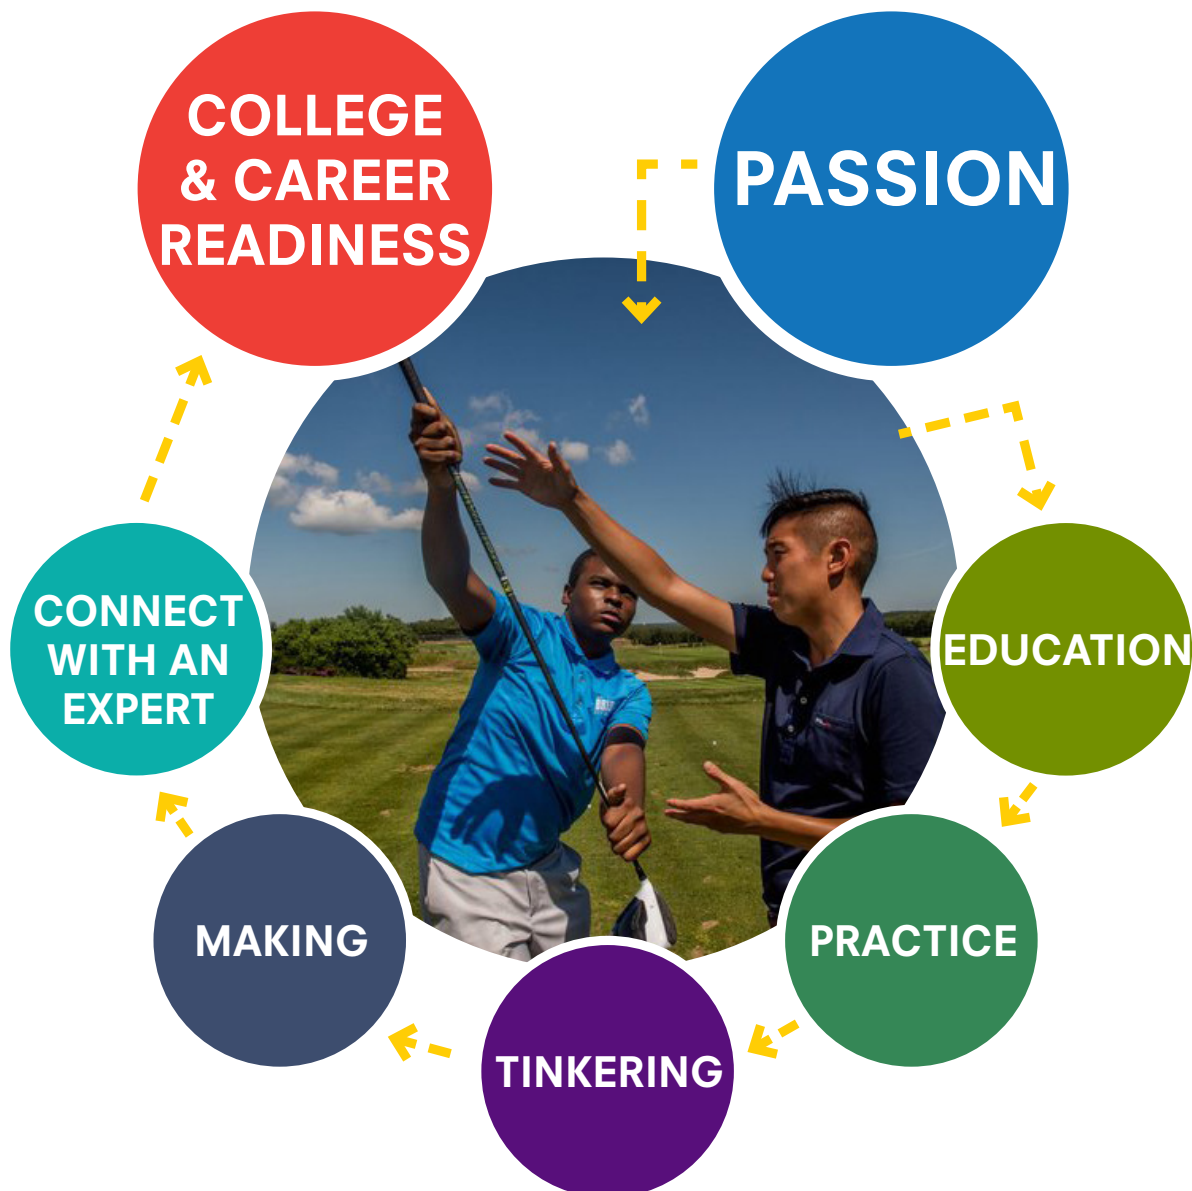 COLLEGE
& CAREER
READINESS
PASSION
EDUCATION
PRACTICE
TINKERING
MAKING
CONNECT
WITH AN
EXPERT